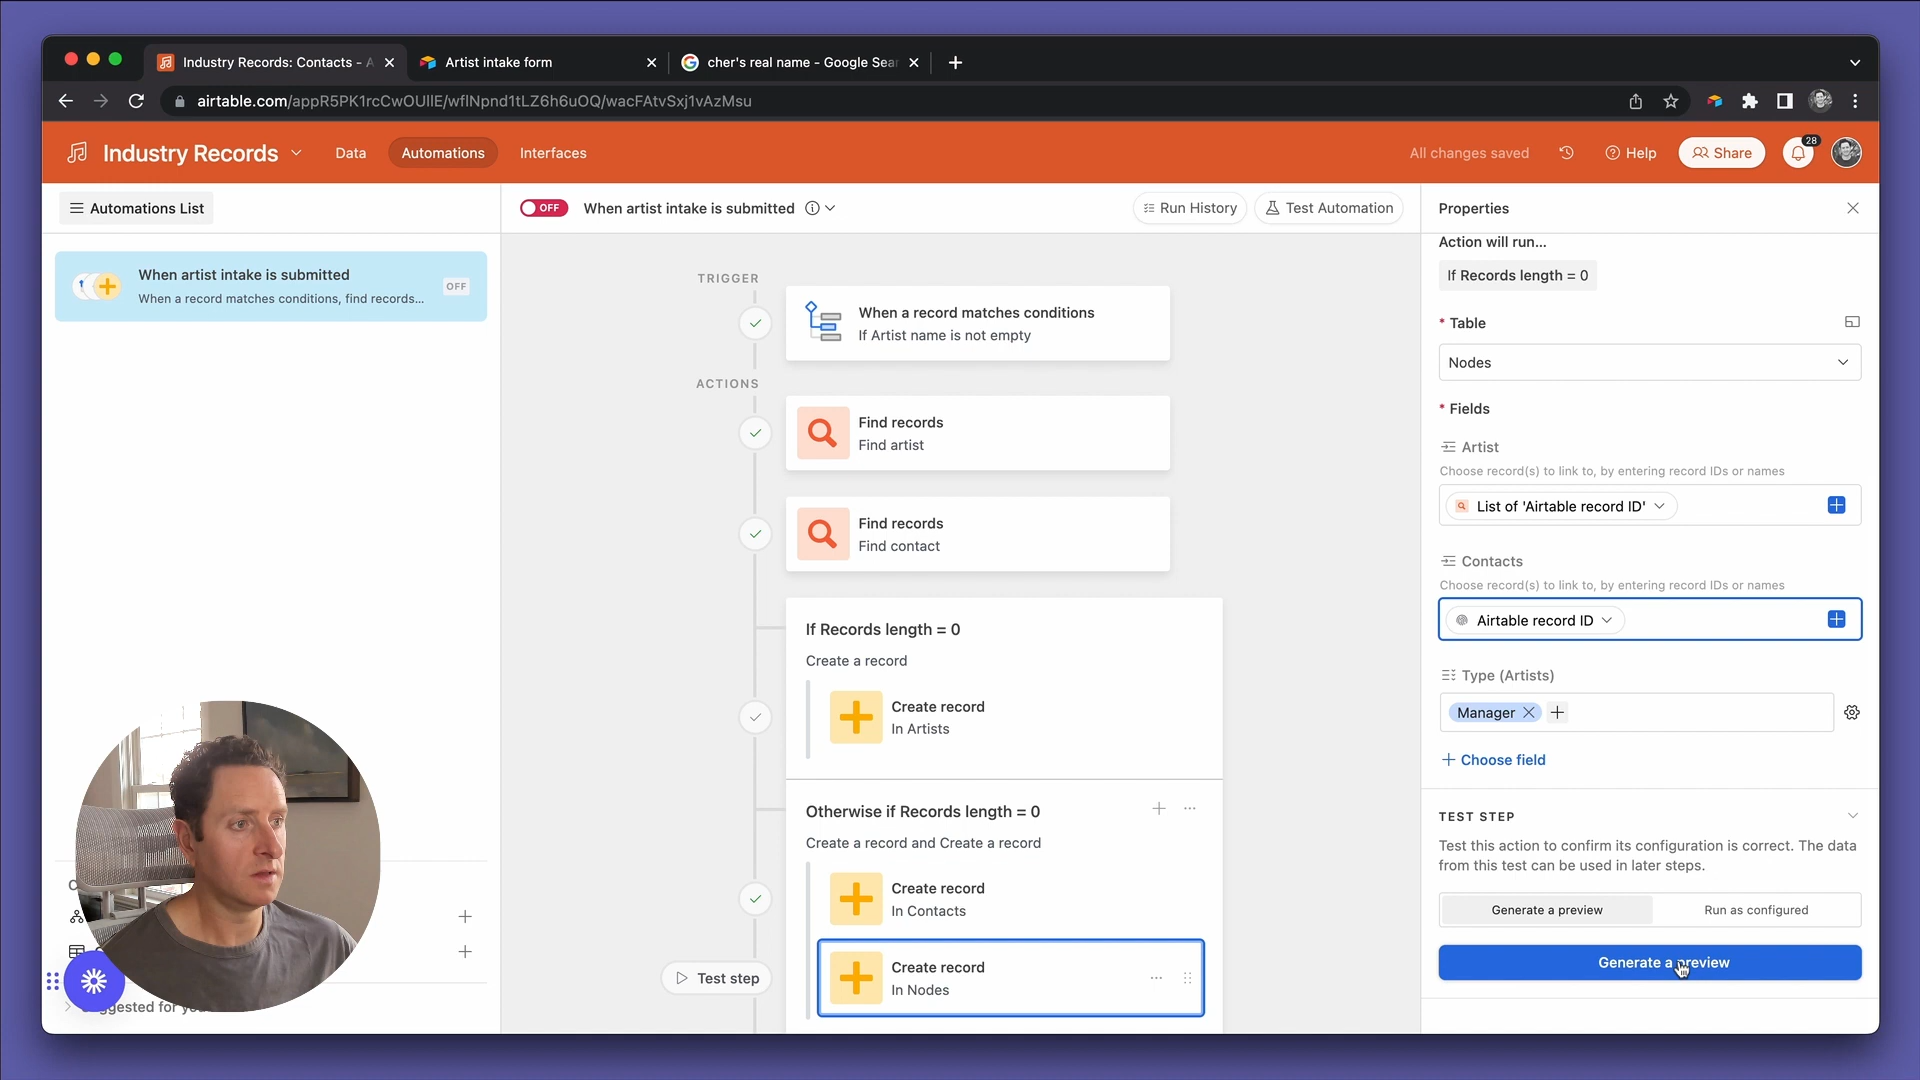 Industry Records: Contacts - A
Artist intake form
cher's real name - Google Sear
airtable.com/appR5PK1rcCwOUIlE/wflNpnd1tLZ6h6uOQ/wacFAtvSxj1vAzMsu
Industry Records
Data
Automations
Interfaces
All changes saved
Help
Share
28
Automations List
OFF
When artist intake is submitted
Run History
Test Automation
Properties
When artist intake is submitted
When a record matches conditions, find records...
OFF
TRIGGER
When a record matches conditions
If Artist name is not empty
ACTIONS
Find records
Find artist
Find records
Find contact
If Records length = 0
Create a record
Create record
In Artists
Otherwise if Records length = 0
Create a record and Create a record
Create record
In Contacts
Test step
Create record
In Nodes
Action will run...
If Records length = 0
* Table
Nodes
* Fields
Artist
Choose record(s) to link to, by entering record IDs or names
List of 'Airtable record ID'
Contacts
Choose record(s) to link to, by entering record IDs or names
Airtable record ID
Type (Artists)
Manager
+ Choose field
TEST STEP
Test this action to confirm its configuration is correct. The data
from this test can be used in later steps.
Generate a preview
Run as configured
Generate a preview